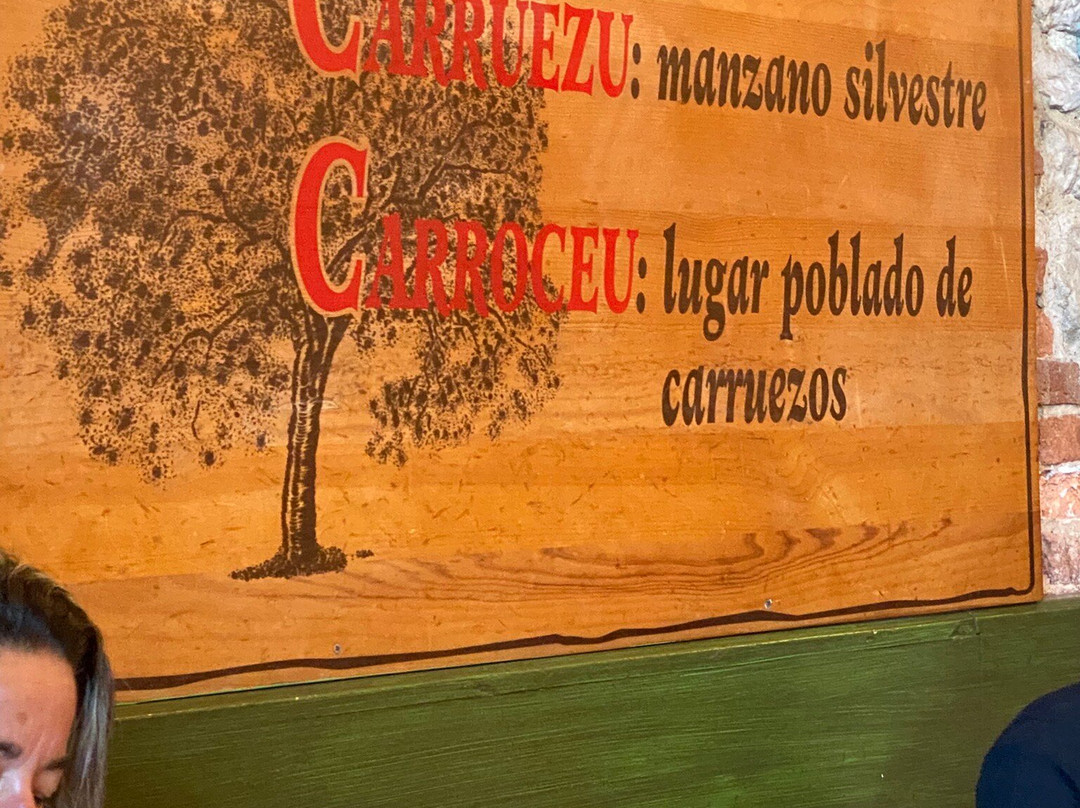 CARRUEZU: manzano silvestre
CARROCEU: lugar poblado de
carruezos